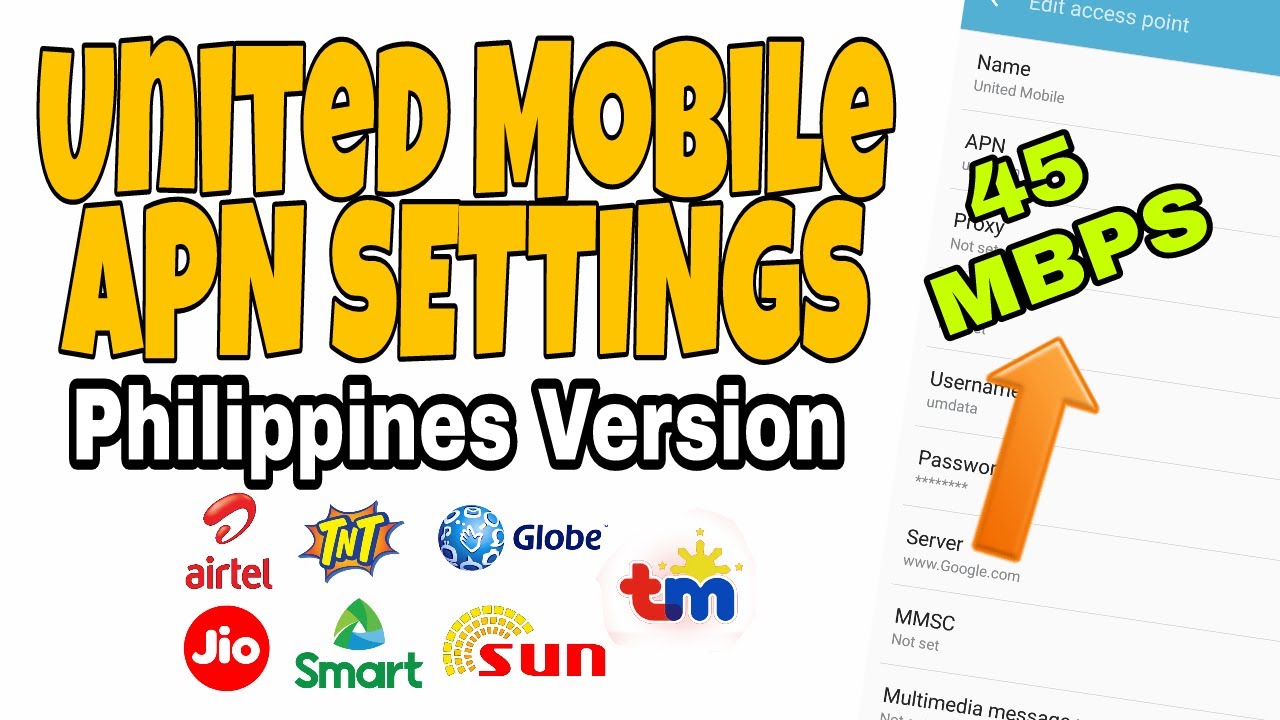 UNITED MOBILE
APN SETTINGS
Philippines Version
airtel
TNT
Globe
tm
Jio
Smart
sun
Edit access point
Name
United Mobile
APN
45
MBPS
Proxy
Not set
Username
umdata
Passwor
********
Server
www.Google.com
MMSC
Not set
Multimedia message